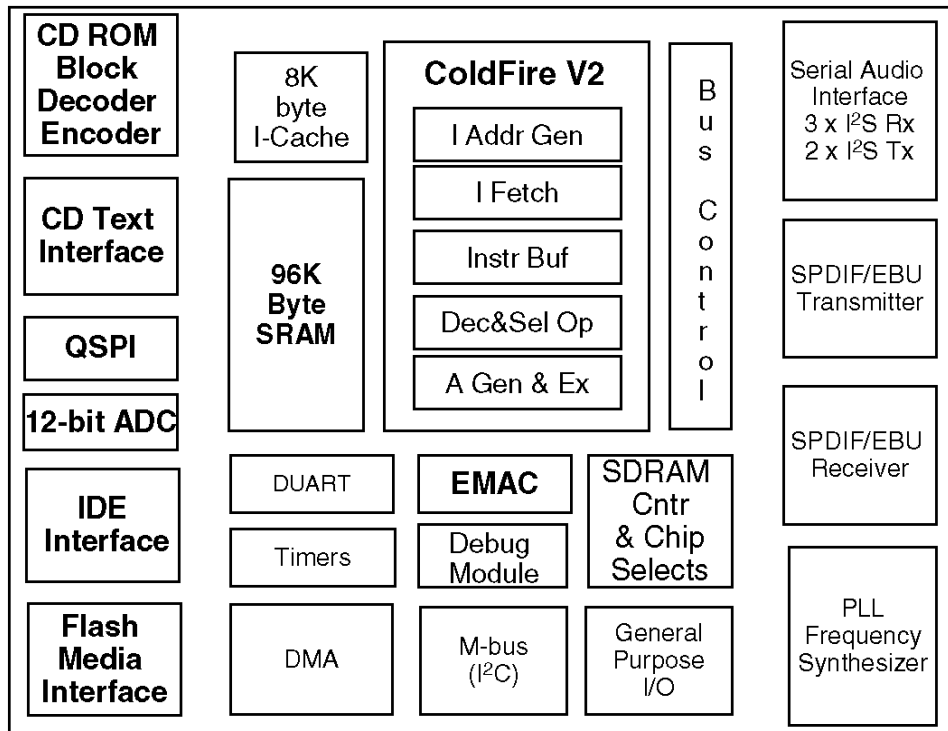 CD ROM
Block
Decoder
Encoder
CD Text
Interface
QSPI
12-bit ADC
IDE
Interface
Flash
Media
Interface
8K
byte
I-Cache
96K
Byte
SRAM
DUART
Timers
DMA
ColdFire V2
I Addr Gen
I Fetch
Instr Buf
Dec&Sel Op
A Gen & Ex
EMAC
Debug
Module
M-bus
(I²C)
Bus Control
SDRAM
Cntr
& Chip
Selects
General
Purpose
I/O
Serial Audio
Interface
3 x I²S Rx
2 x I²S Tx
SPDIF/EBU
Transmitter
SPDIF/EBU
Receiver
PLL
Frequency
Synthesizer